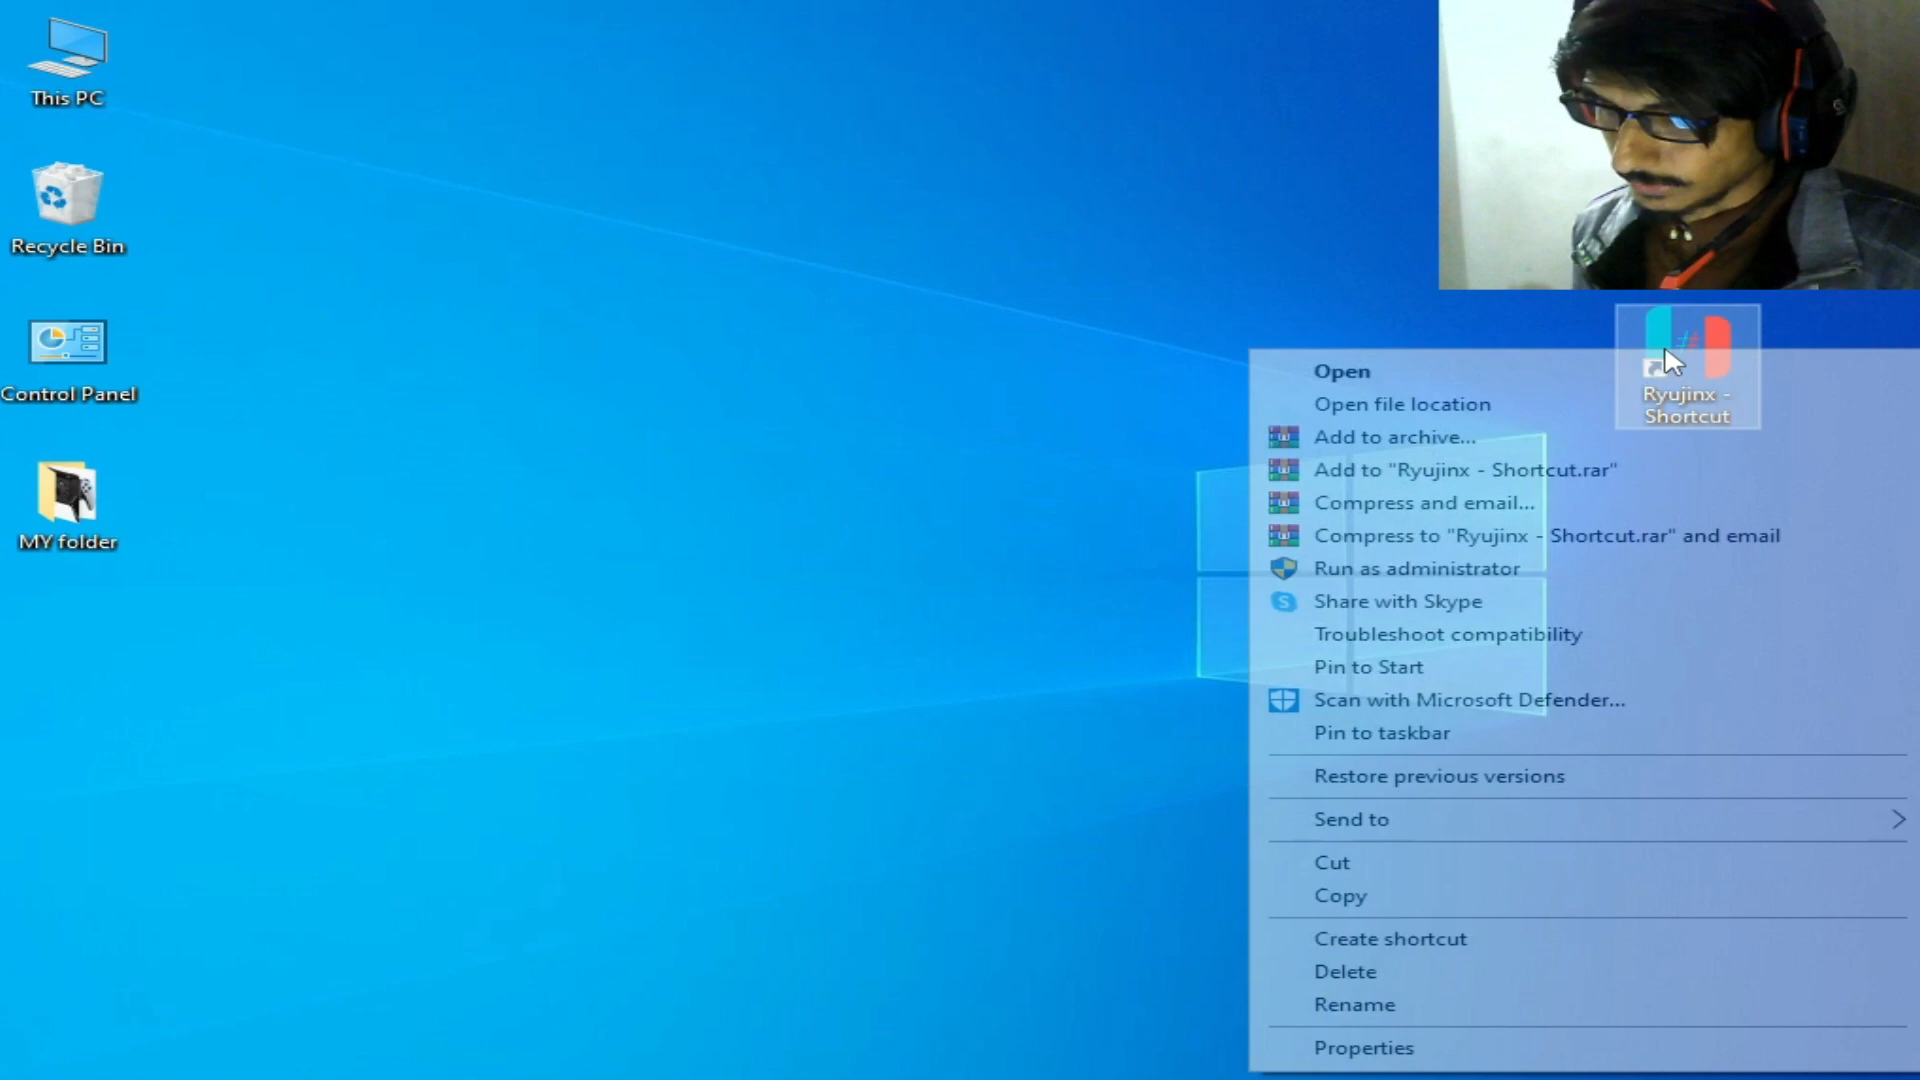 This PC
Recycle Bin
Control Panel
MY folder
Ryujinx -
Shortcut
Open
Open file location
Add to archive...
Add to "Ryujinx - Shortcut.rar"
Compress and email...
Compress to "Ryujinx - Shortcut.rar" and email
Run as administrator
Share with Skype
Troubleshoot compatibility
Pin to Start
Scan with Microsoft Defender...
Pin to taskbar
Restore previous versions
Send to
Cut
Copy
Create shortcut
Delete
Rename
Properties